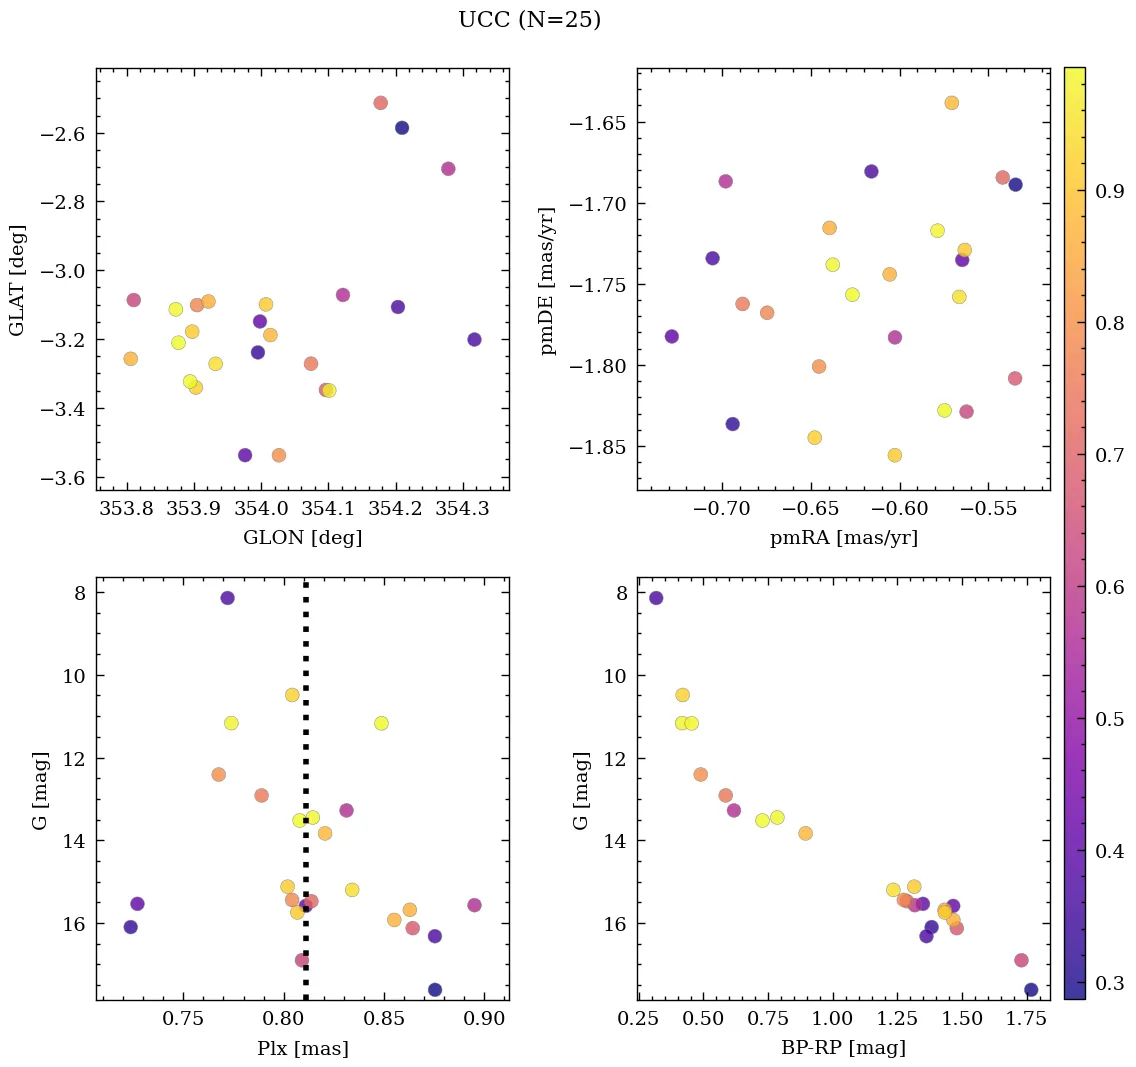 UCC (N=25)
−2.6
−2.8
−3.0
−3.2
−3.4
−3.6
GLAT [deg]
353.8 353.9 354.0 354.1 354.2 354.3
GLON [deg]
−1.65
−1.70
−1.75
−1.80
−1.85
pmDE [mas/yr]
−0.70 −0.65 −0.60 −0.55
pmRA [mas/yr]
0.9
0.8
0.7
0.6
0.5
0.4
0.3
8
10
12
14
16
G [mag]
0.75 0.80 0.85 0.90
Plx [mas]
8
10
12
14
16
G [mag]
0.25 0.50 0.75 1.00 1.25 1.50 1.75
BP-RP [mag]